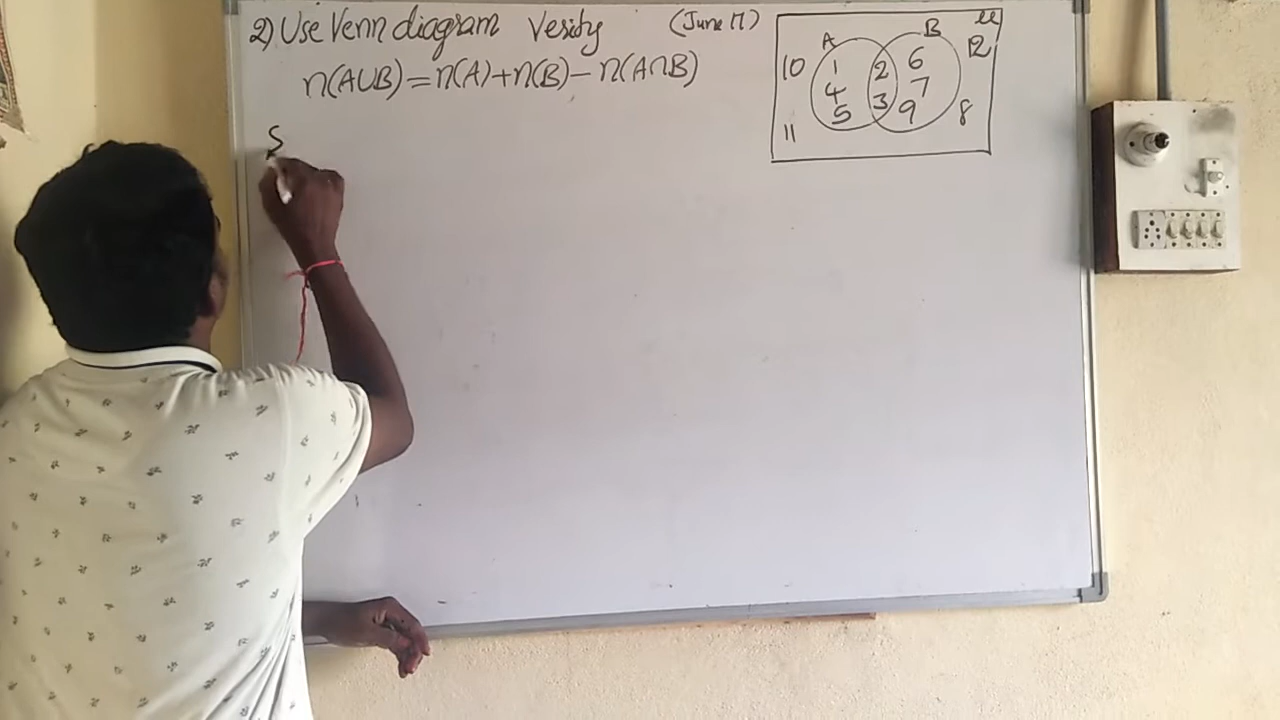 2) Use Venn diagram Verify (June 17)
n(A∪B) = n(A) + n(B) − n(A∩B)
A B
10 1 2 6 12
4 3 7
11 5 9 8
S